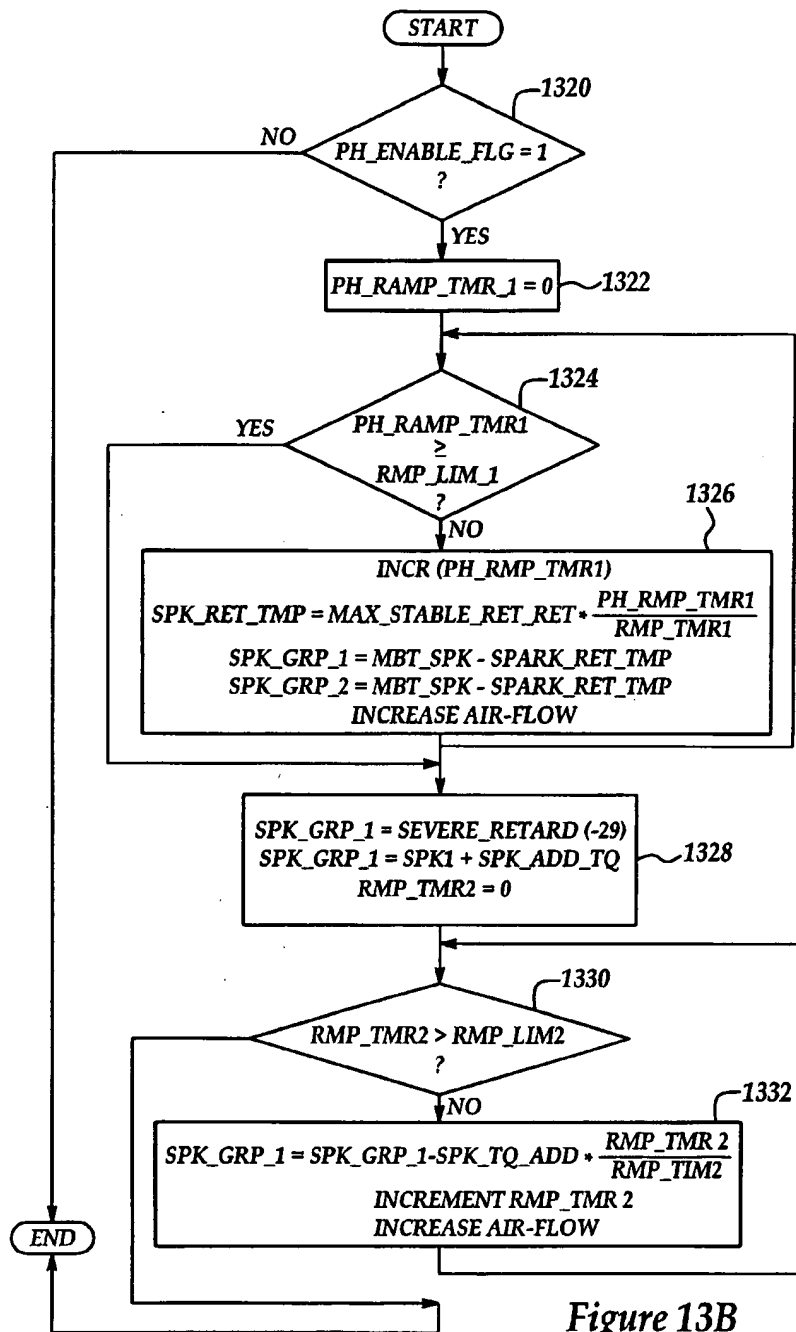 START
1320
NO
PH_ENABLE_FLG = 1
?
YES
PH_RAMP_TMR_1 = 0
1322
1324
YES
PH_RAMP_TMR1
≥
RMP_LIM_1
?
NO
1326
INCR (PH_RMP_TMR1)
SPK_RET_TMP = MAX_STABLE_RET_RET * PH_RMP_TMR1
RMP_TMR1
SPK_GRP_1 = MBT_SPK - SPARK_RET_TMP
SPK_GRP_2 = MBT_SPK - SPARK_RET_TMP
INCREASE AIR-FLOW
SPK_GRP_1 = SEVERE_RETARD (-29)
SPK_GRP_1 = SPK1 + SPK_ADD_TQ
RMP_TMR2 = 0
1328
1330
RMP_TMR2 > RMP_LIM2
?
NO
1332
SPK_GRP_1 = SPK_GRP_1-SPK_TQ_ADD * RMP_TMR 2
RMP_TIM2
INCREMENT RMP_TMR 2
INCREASE AIR-FLOW
END
Figure 13B